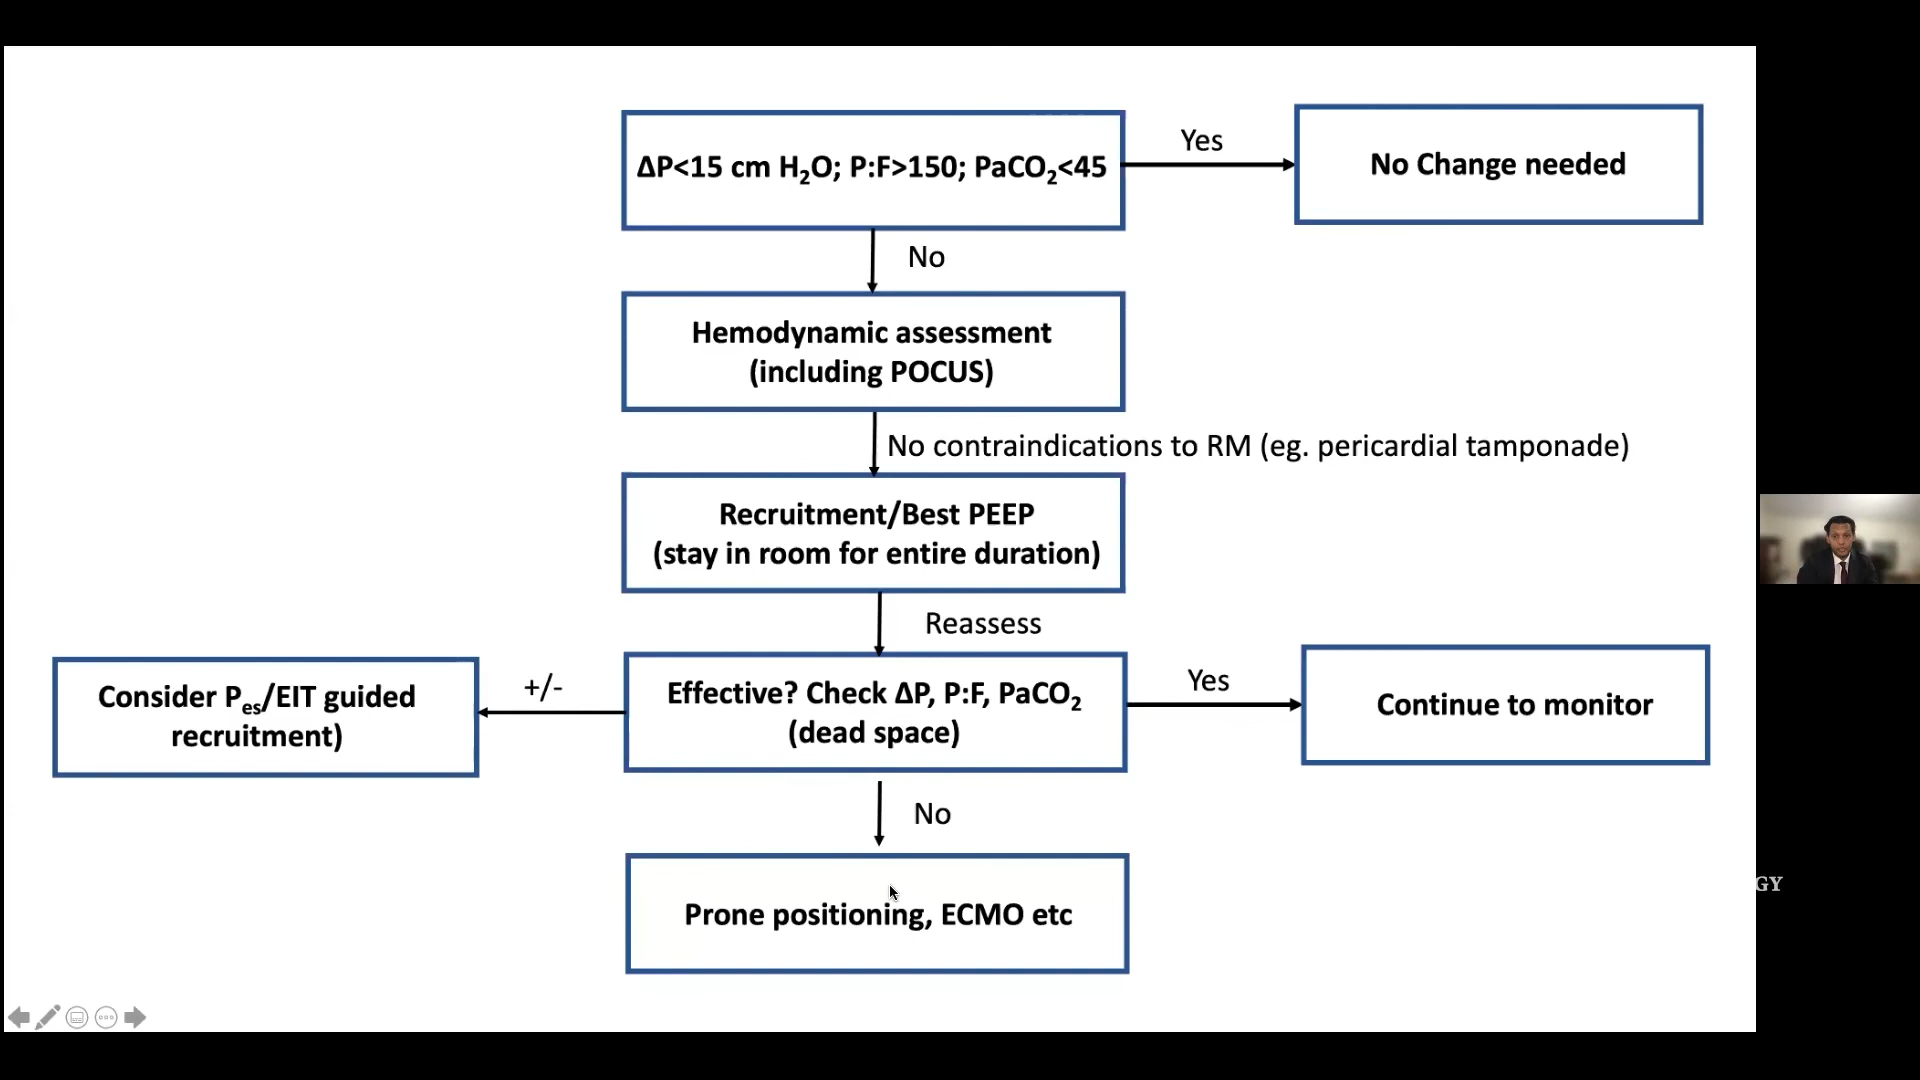 ΔP<15 cm H₂O; P:F>150; PaCO₂<45
Yes
No Change needed
No
Hemodynamic assessment
(including POCUS)
No contraindications to RM (eg. pericardial tamponade)
Recruitment/Best PEEP
(stay in room for entire duration)
Reassess
Consider Pₑₛ/EIT guided
recruitment)
+/-
Effective? Check ΔP, P:F, PaCO₂
(dead space)
Yes
Continue to monitor
No
Prone positioning, ECMO etc
GY